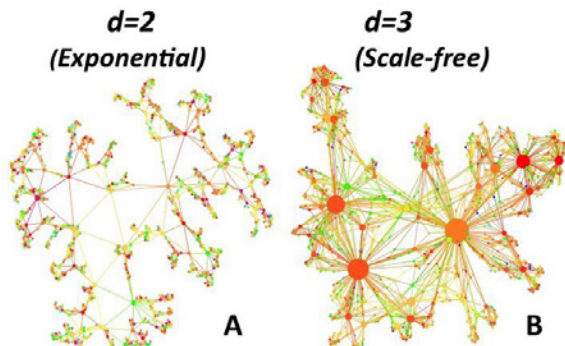 d=2
(Exponential)
d=3
(Scale-free)
A
B